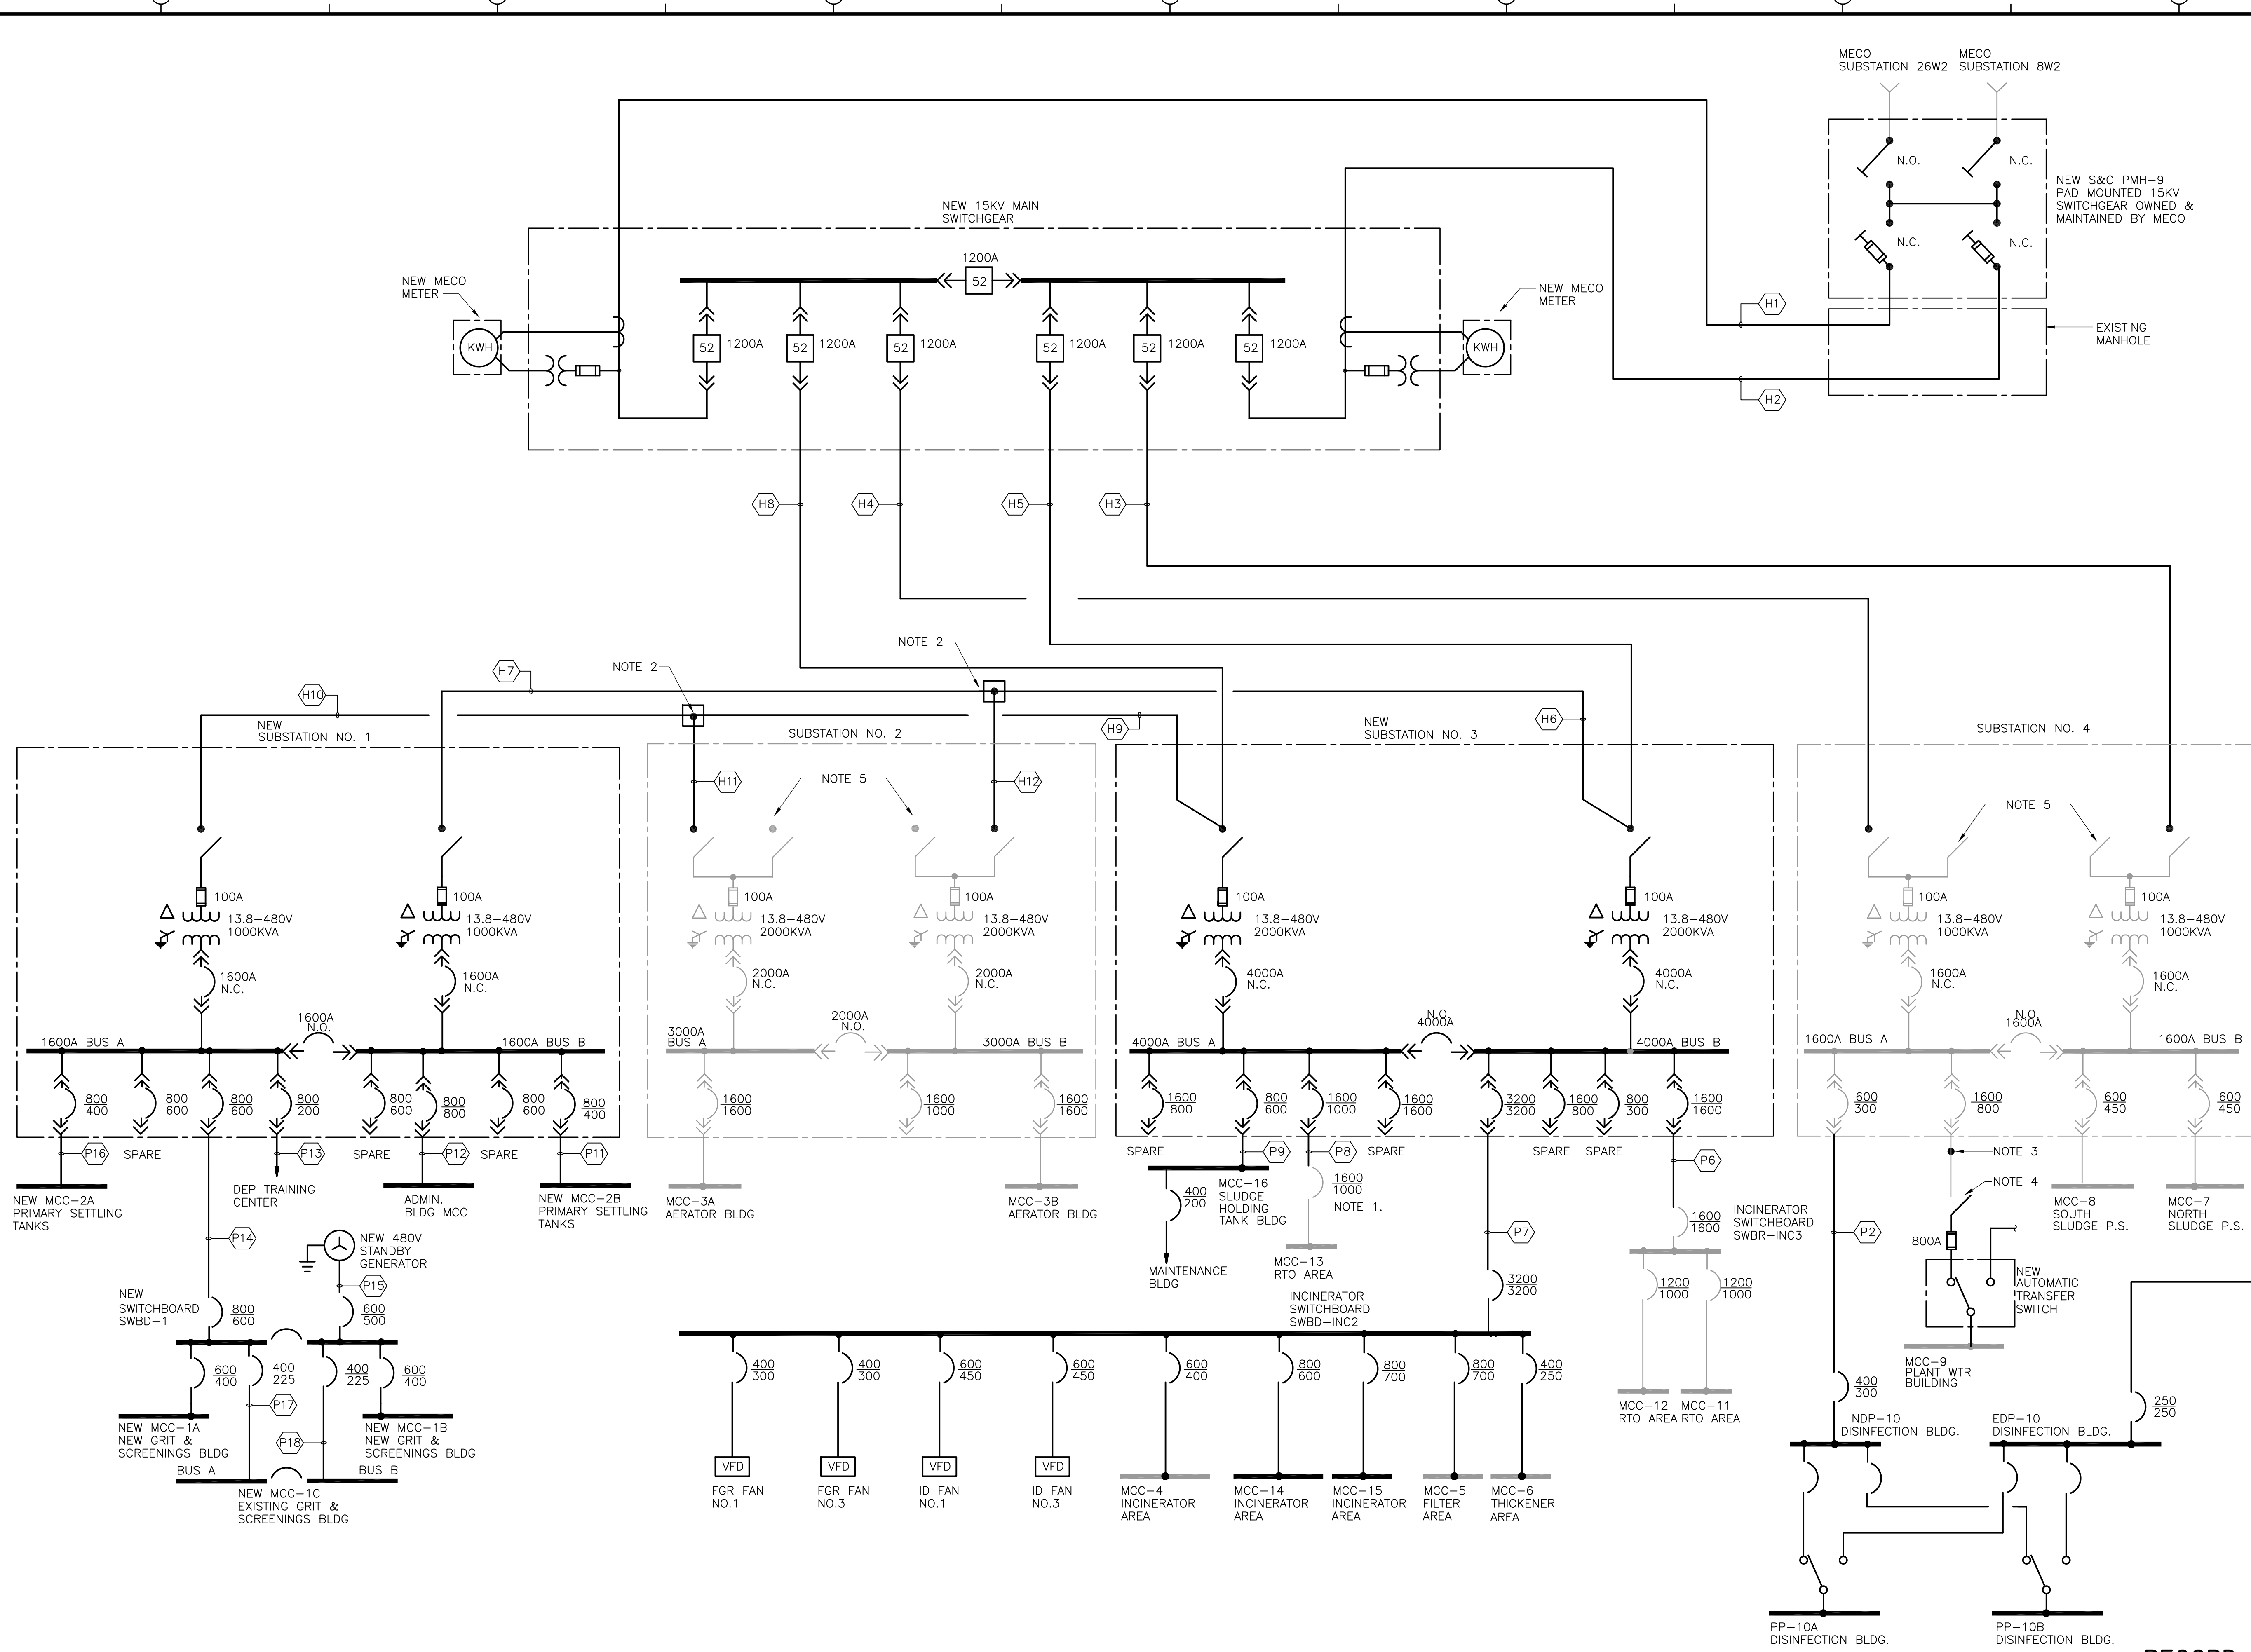 MECO
SUBSTATION 26W2
MECO
SUBSTATION 8W2
N.O.
N.C.
N.C.
N.C.
NEW S&C PMH-9
PAD MOUNTED 15KV
SWITCHGEAR OWNED &
MAINTAINED BY MECO
EXISTING
MANHOLE
H1
H2
NEW 15KV MAIN
SWITCHGEAR
NEW MECO
METER
KWH
1200A
52
52
1200A
52
1200A
52
1200A
52
1200A
52
1200A
52
1200A
NEW MECO
METER
KWH
H8
H4
H5
H3
NOTE 2
NOTE 2
H7
H10
H9
H6
NEW
SUBSTATION NO. 1
SUBSTATION NO. 2
NEW
SUBSTATION NO. 3
SUBSTATION NO. 4
H11
NOTE 5
H12
NOTE 5
100A
13.8-480V
1000KVA
1600A
N.C.
100A
13.8-480V
1000KVA
1600A
N.C.
100A
13.8-480V
2000KVA
2000A
N.C.
100A
13.8-480V
2000KVA
2000A
N.C.
100A
13.8-480V
2000KVA
4000A
N.C.
100A
13.8-480V
2000KVA
4000A
N.C.
100A
13.8-480V
1000KVA
1600A
N.C.
100A
13.8-480V
1000KVA
1600A
N.C.
1600A BUS A
1600A
N.O.
1600A BUS B
3000A
BUS A
2000A
N.O.
3000A BUS B
4000A BUS A
N.O.
4000A
4000A BUS B
1600A BUS A
N.O.
1600A
1600A BUS B
800
400
800
600
800
600
800
200
800
600
800
800
800
600
800
400
1600
1600
1600
1000
1600
1600
1600
800
800
600
1600
1000
1600
1600
3200
3200
1600
800
800
300
1600
1600
600
300
1600
800
600
450
600
450
P16
SPARE
P13
SPARE
P12
SPARE
P11
SPARE
P9
P8
SPARE
SPARE
SPARE
P6
NOTE 3
NOTE 4
NEW MCC-2A
PRIMARY SETTLING
TANKS
DEP TRAINING
CENTER
ADMIN.
BLDG MCC
NEW MCC-2B
PRIMARY SETTLING
TANKS
MCC-3A
AERATOR BLDG
MCC-3B
AERATOR BLDG
400
200
MCC-16
SLUDGE
HOLDING
TANK BLDG
1600
1000
NOTE 1.
MCC-13
RTO AREA
MAINTENANCE
BLDG
P7
3200
3200
1600
1600
INCINERATOR
SWITCHBOARD
SWBR-INC3
1200
1000
1200
1000
MCC-12
RTO AREA
MCC-11
RTO AREA
P2
800A
NEW
AUTOMATIC
TRANSFER
SWITCH
MCC-9
PLANT WTR
BUILDING
MCC-8
SOUTH
SLUDGE P.S.
MCC-7
NORTH
SLUDGE P.S.
P14
NEW 480V
STANDBY
GENERATOR
P15
NEW
SWITCHBOARD
SWBD-1
800
600
600
500
600
400
400
225
400
225
600
400
P17
P18
NEW MCC-1A
NEW GRIT &
SCREENINGS BLDG
NEW MCC-1B
NEW GRIT &
SCREENINGS BLDG
BUS A
BUS B
NEW MCC-1C
EXISTING GRIT &
SCREENINGS BLDG
INCINERATOR
SWITCHBOARD
SWBD-INC2
400
300
400
300
600
450
600
450
600
400
800
600
800
700
800
700
400
250
VFD
FGR FAN
NO.1
VFD
FGR FAN
NO.3
VFD
ID FAN
NO.1
VFD
ID FAN
NO.3
MCC-4
INCINERATOR
AREA
MCC-14
INCINERATOR
AREA
MCC-15
INCINERATOR
AREA
MCC-5
FILTER
AREA
MCC-6
THICKENER
AREA
400
300
250
250
NDP-10
DISINFECTION BLDG.
EDP-10
DISINFECTION BLDG.
PP-10A
DISINFECTION BLDG.
PP-10B
DISINFECTION BLDG.